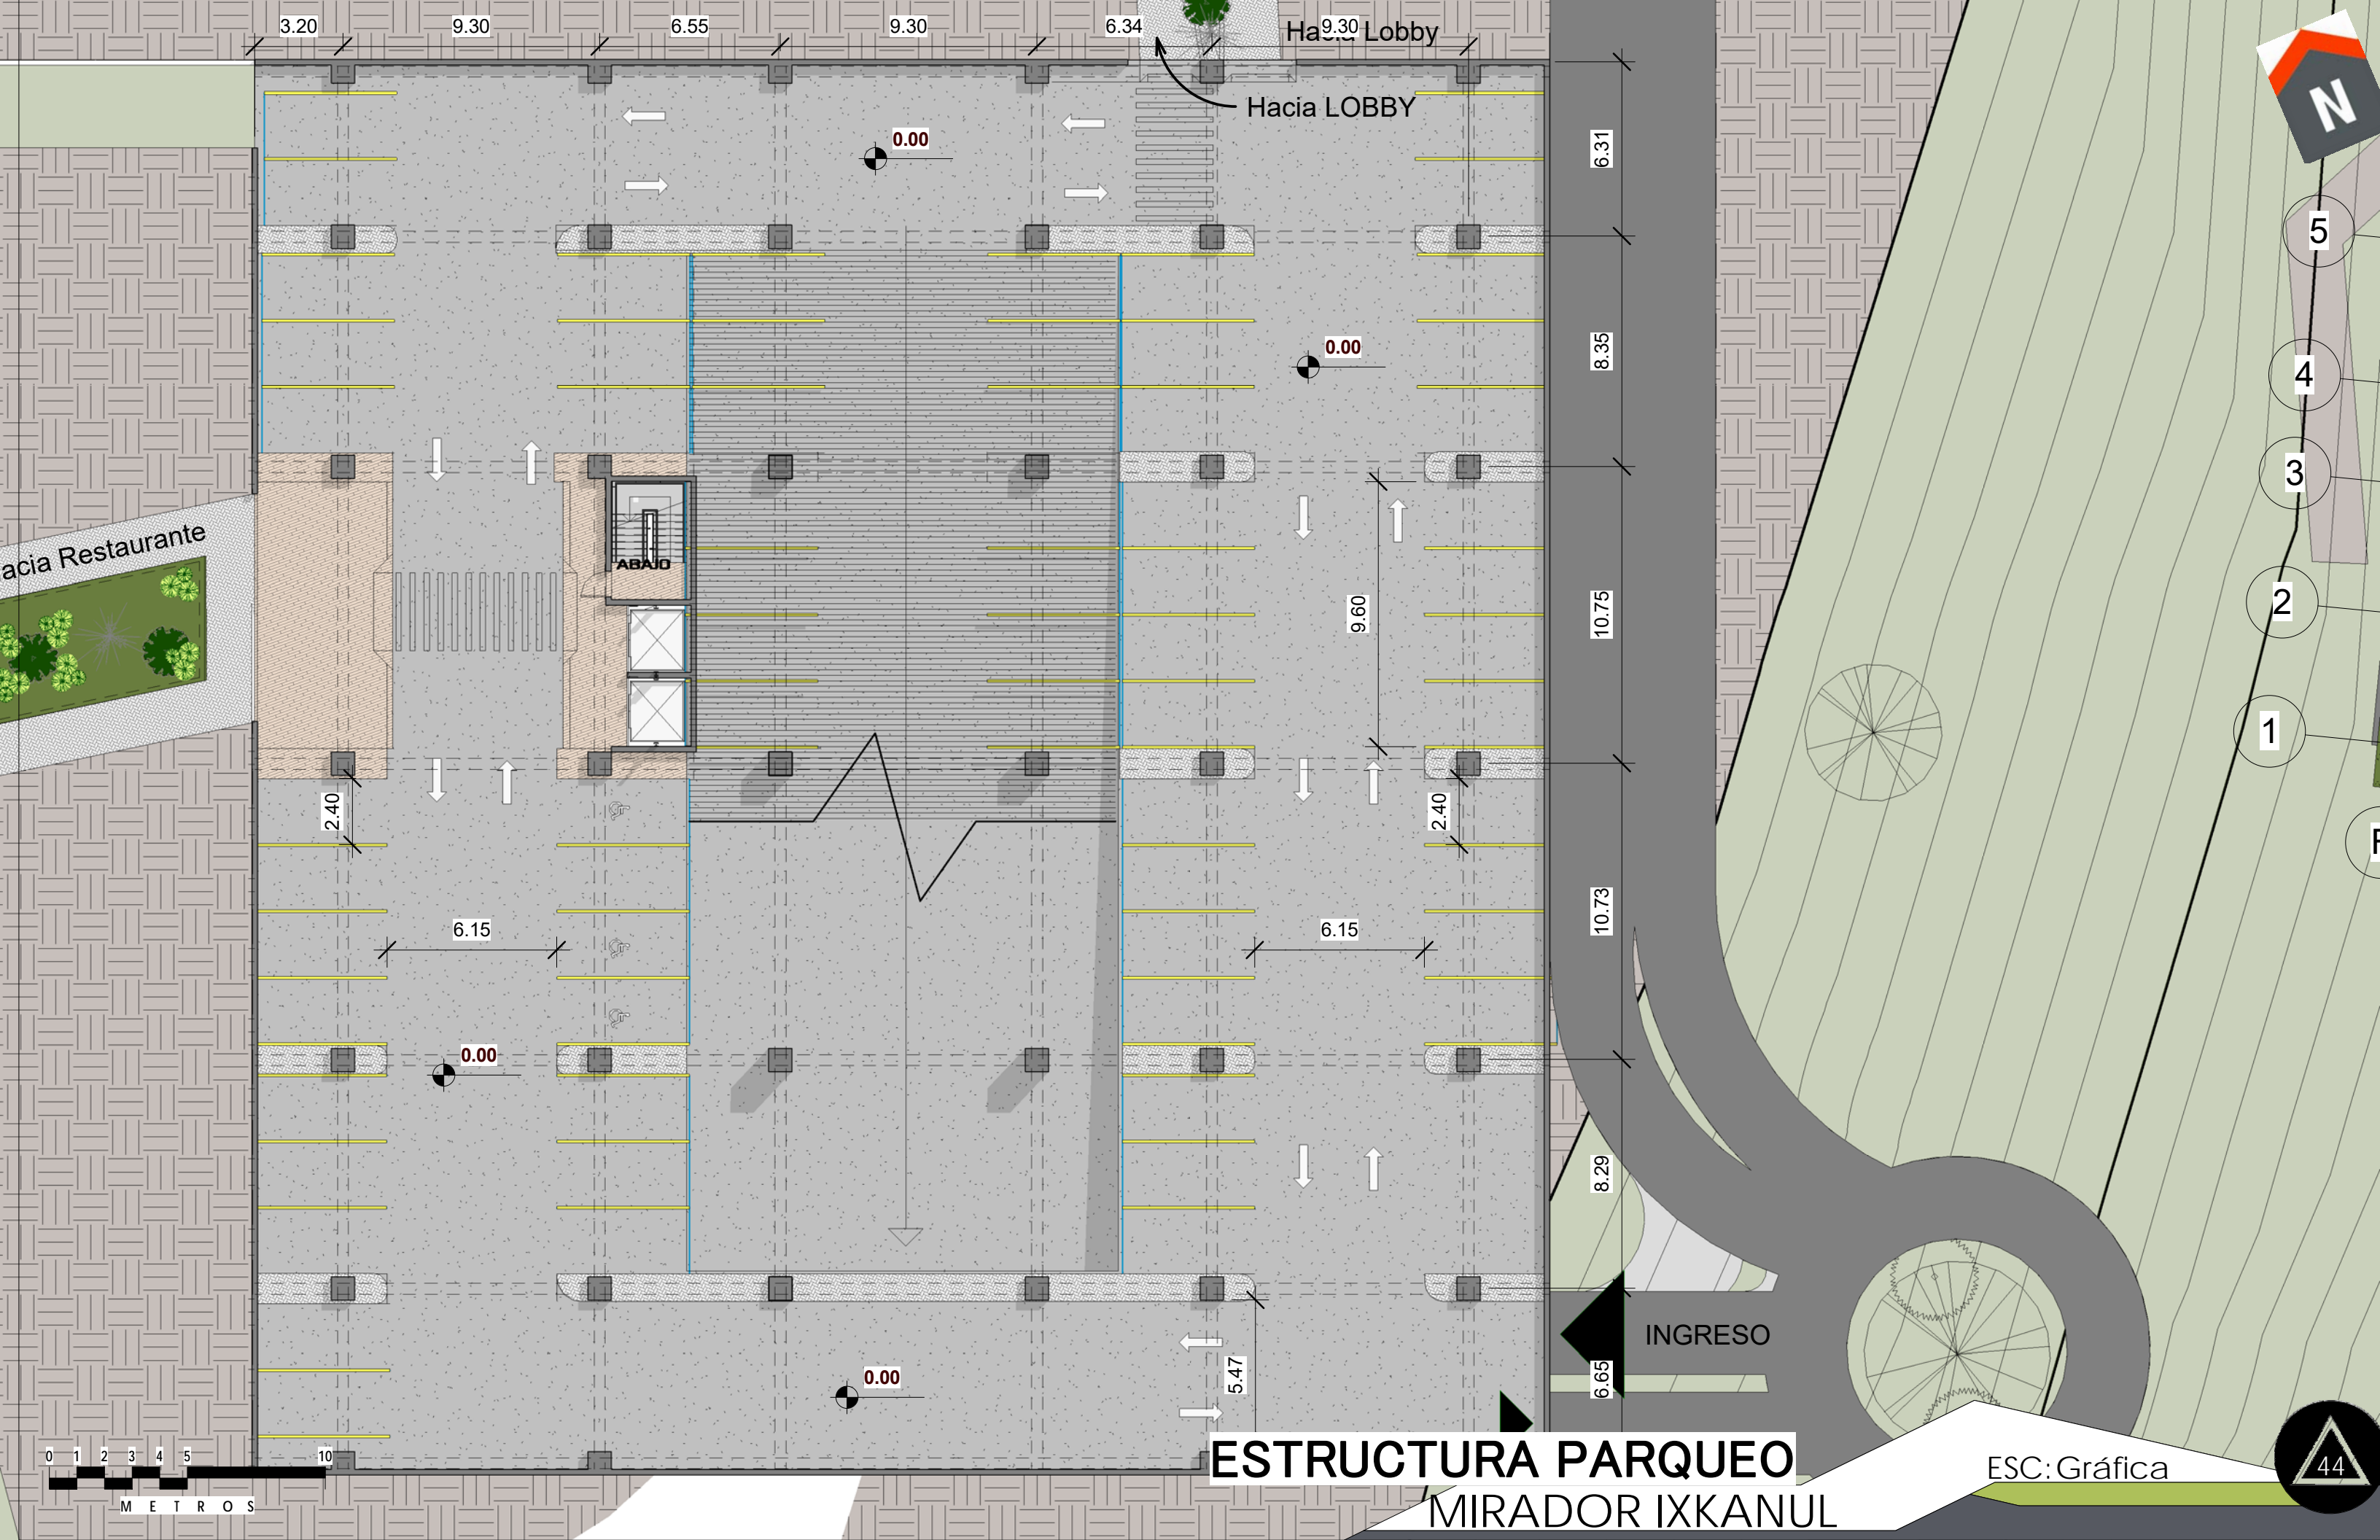 3.20
9.30
6.55
9.30
6.34
9.30
Hacia Lobby
Hacia LOBBY
N
0.00
6.31
5
0.00
8.35
4
3
acia Restaurante
ABAJO
9.60
10.75
2
1
2.40
2.40
6.15
6.15
10.73
0.00
8.29
INGRESO
0.00
5.47
6.65
0 1 2 3 4 5 10
METROS
ESTRUCTURA PARQUEO
MIRADOR IXKANUL
ESC: Gráfica
44